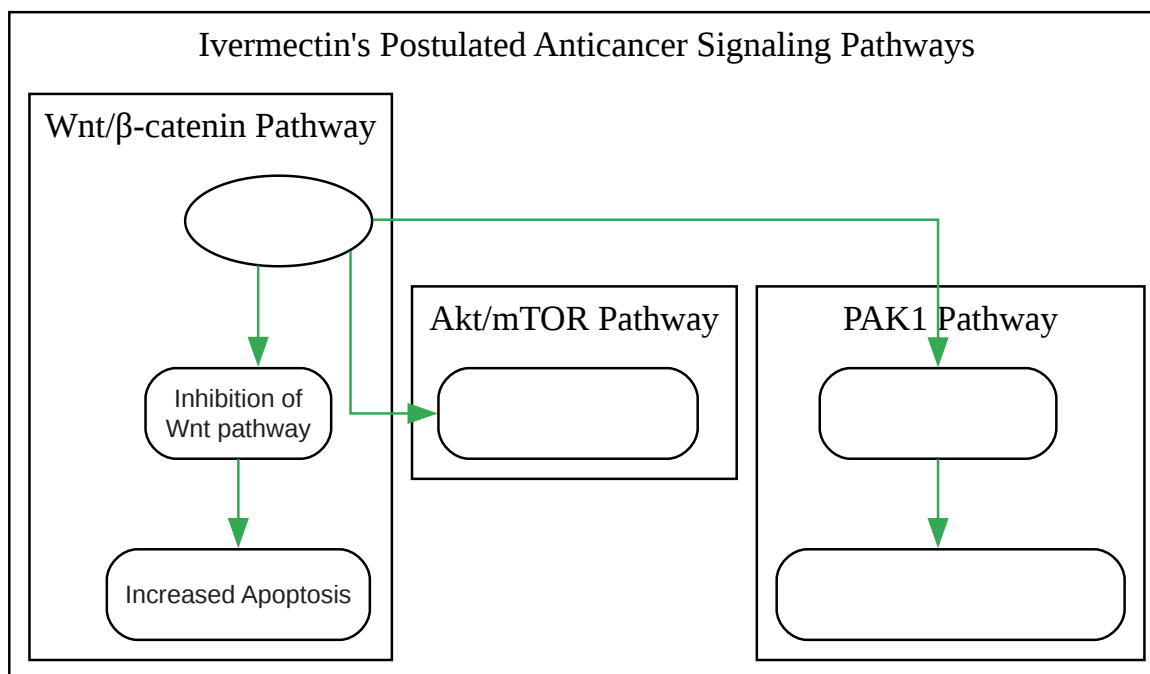 Ivermectin's Postulated Anticancer Signaling Pathways
Wnt/β-catenin Pathway
Akt/mTOR Pathway
PAK1 Pathway
Inhibition of
Wnt pathway
Increased Apoptosis